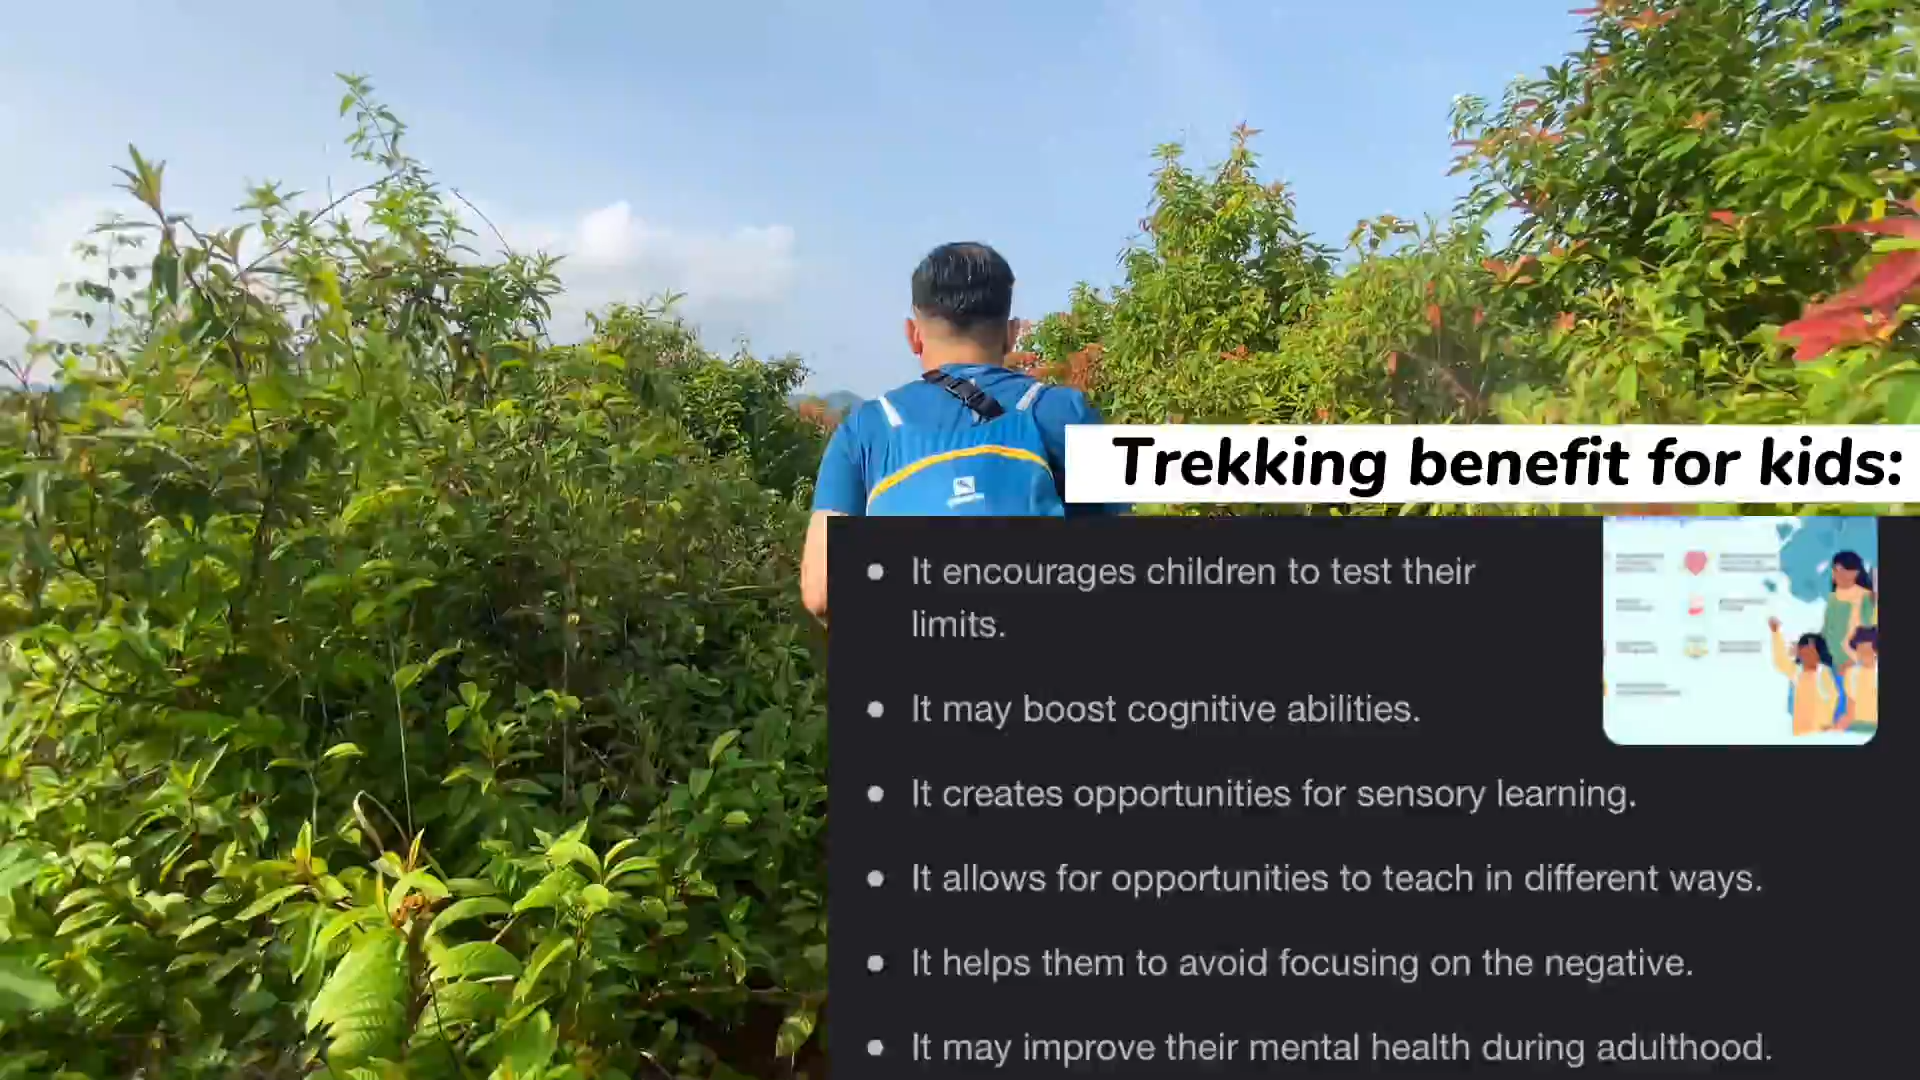 Trekking benefit for kids:
It encourages children to test their
limits.
It may boost cognitive abilities.
It creates opportunities for sensory learning.
It allows for opportunities to teach in different ways.
It helps them to avoid focusing on the negative.
It may improve their mental health during adulthood.